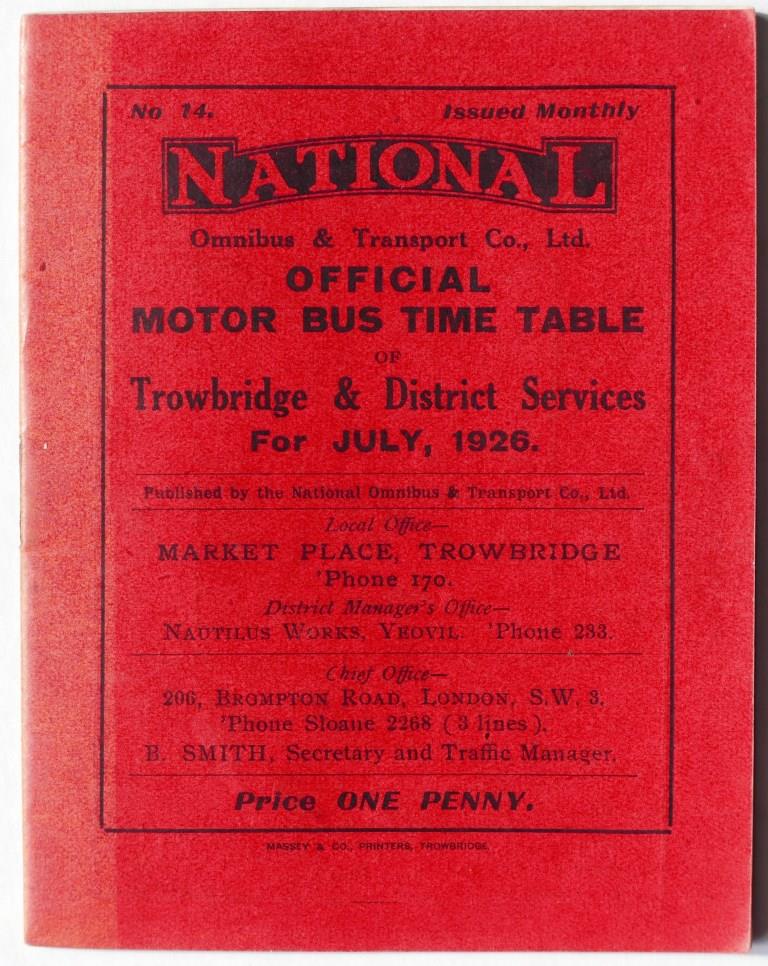 No 14. Issued Monthly
NATIONAL
Omnibus & Transport Co., Ltd.
OFFICIAL
MOTOR BUS TIME TABLE
OF
Trowbridge & District Services
For JULY, 1926.
Published by the National Omnibus & Transport Co., Ltd.
Local Office—
MARKET PLACE, TROWBRIDGE
'Phone 170.
District Manager's Office—
NAUTILUS WORKS, YEOVIL. 'Phone 233.
Chief Office—
206, BROMPTON ROAD, LONDON, S.W. 3.
'Phone Sloane 2268 ( 3 lines ).
B. SMITH, Secretary and Traffic Manager.
Price ONE PENNY.
MASSEY & CO., PRINTERS, TROWBRIDGE.